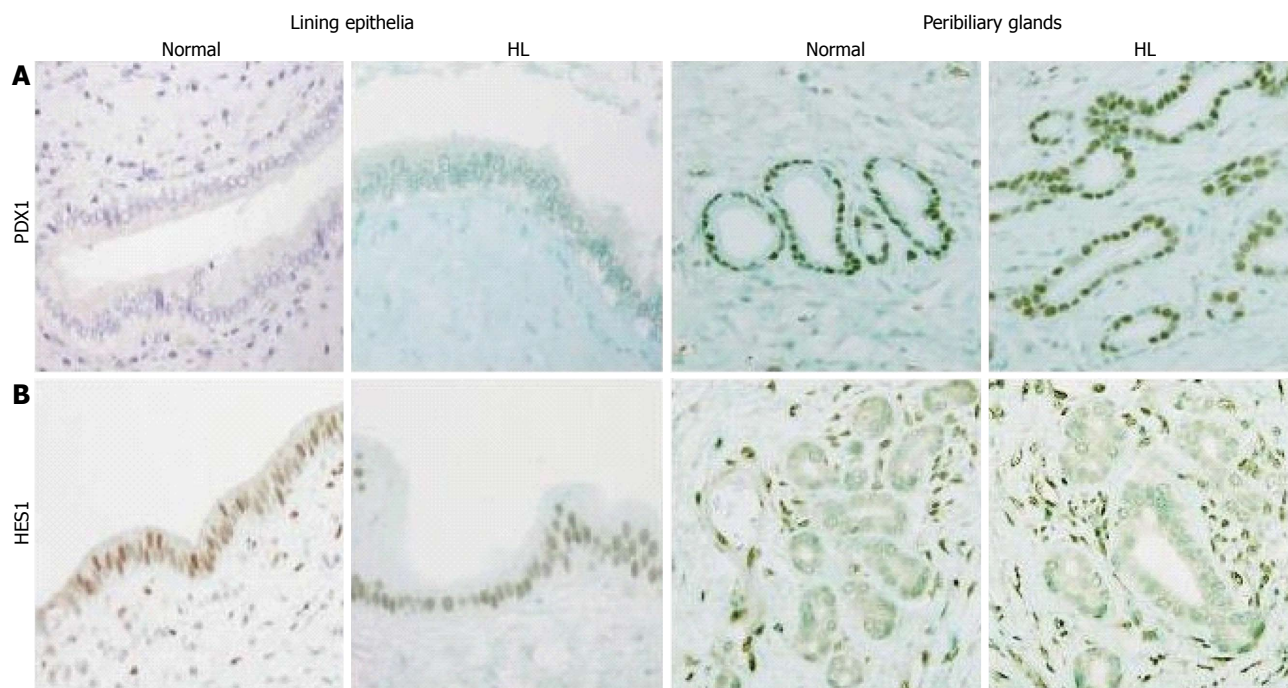 Lining epithelia Peribiliary glands
Normal HL Normal HL
A
PDX1
B
HES1